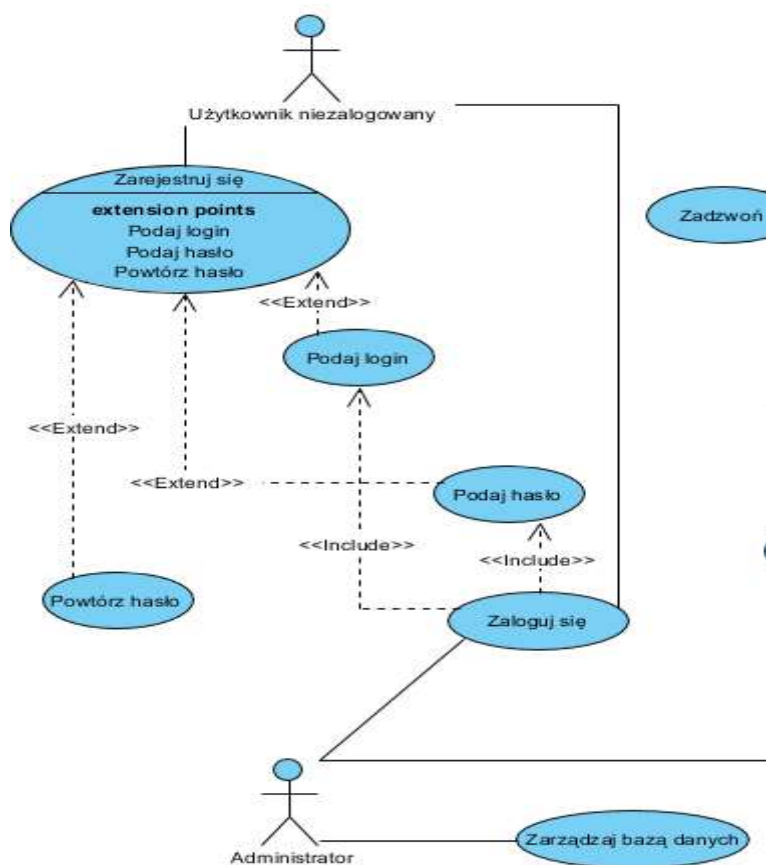 Użytkownik niezalogowany
Zarejestruj się
extension points
Podaj login
Podaj hasło
Powtórz hasło
Zadzwoń
<<Extend>>
Podaj login
<<Extend>>
<<Extend>>
Podaj hasło
<<Include>>
<<Include>>
Powtórz hasło
Zaloguj się
Zarządzaj bazą danych
Administrator